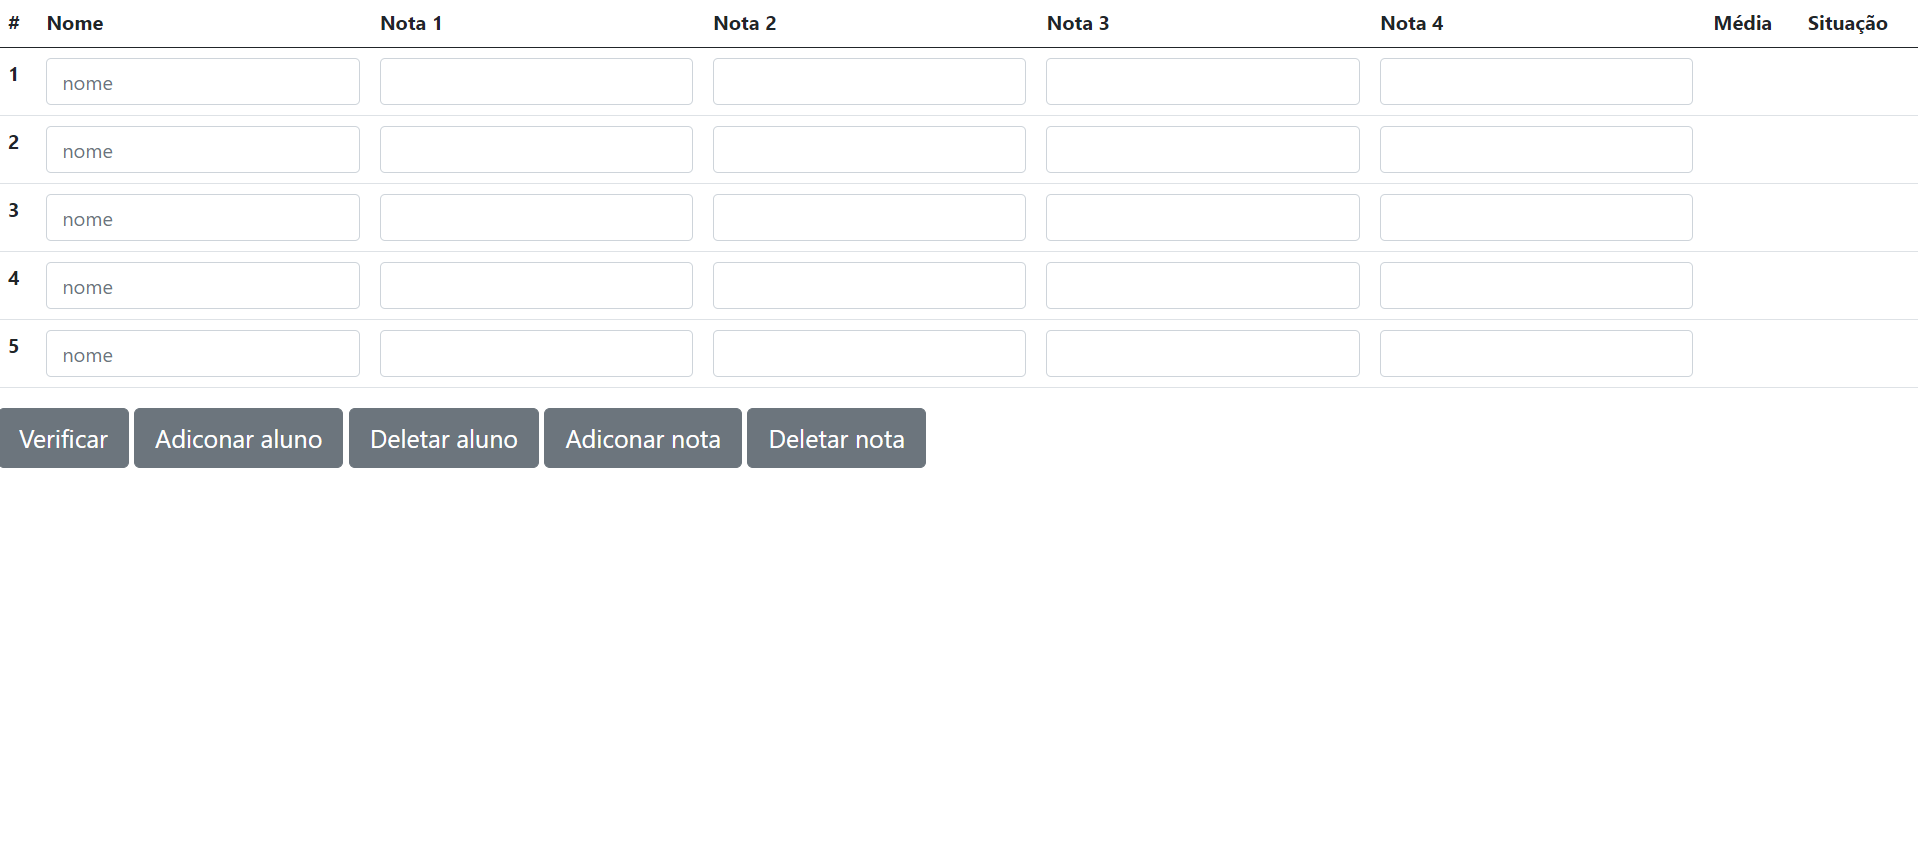 # Nome Nota 1 Nota 2 Nota 3 Nota 4 Média Situação
1 nome
2 nome
3 nome
4 nome
5 nome
Verificar Adiconar aluno Deletar aluno Adiconar nota Deletar nota